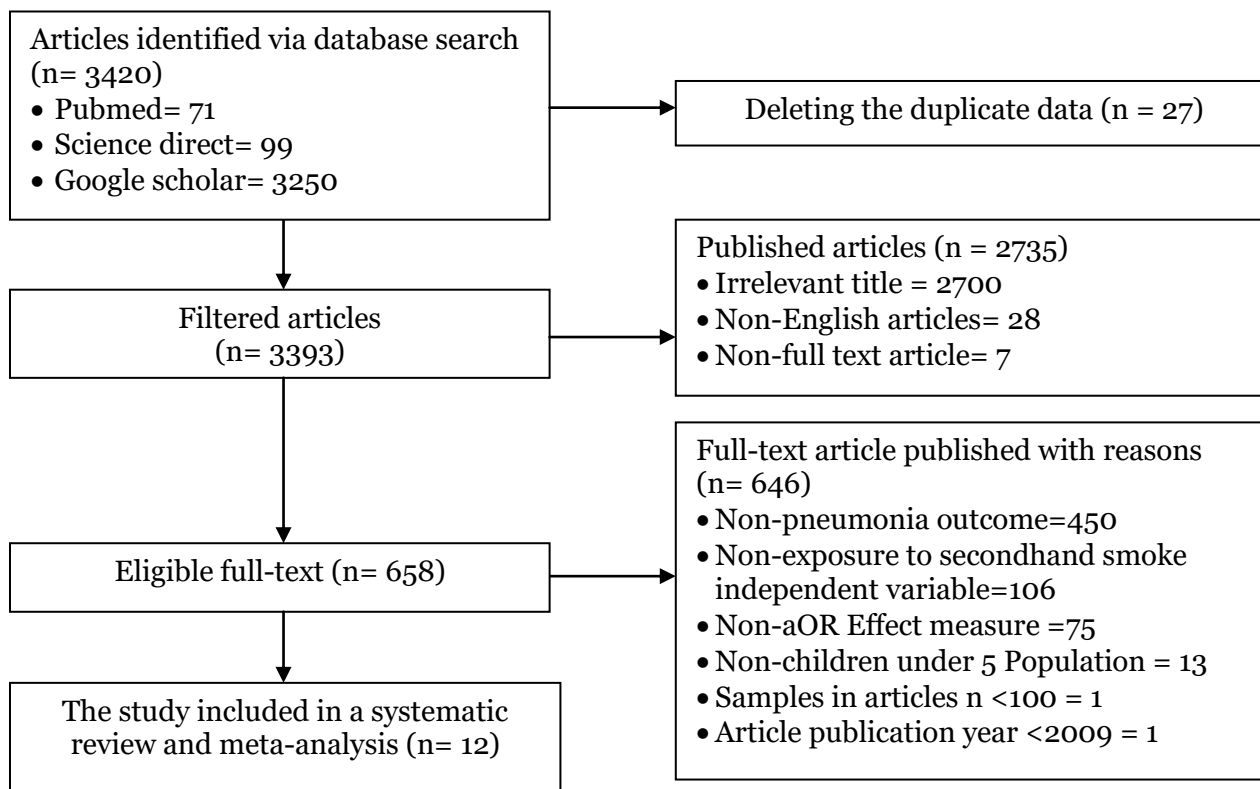 Articles identified via database search
(n= 3420)
• Pubmed= 71
• Science direct= 99
• Google scholar= 3250
Deleting the duplicate data (n = 27)
Filtered articles
(n= 3393)
Published articles (n = 2735)
• Irrelevant title = 2700
• Non-English articles= 28
• Non-full text article= 7
Eligible full-text (n= 658)
Full-text article published with reasons
(n= 646)
• Non-pneumonia outcome=450
• Non-exposure to secondhand smoke
independent variable=106
• Non-aOR Effect measure =75
• Non-children under 5 Population = 13
• Samples in articles n <100 = 1
• Article publication year <2009 = 1
The study included in a systematic
review and meta-analysis (n= 12)